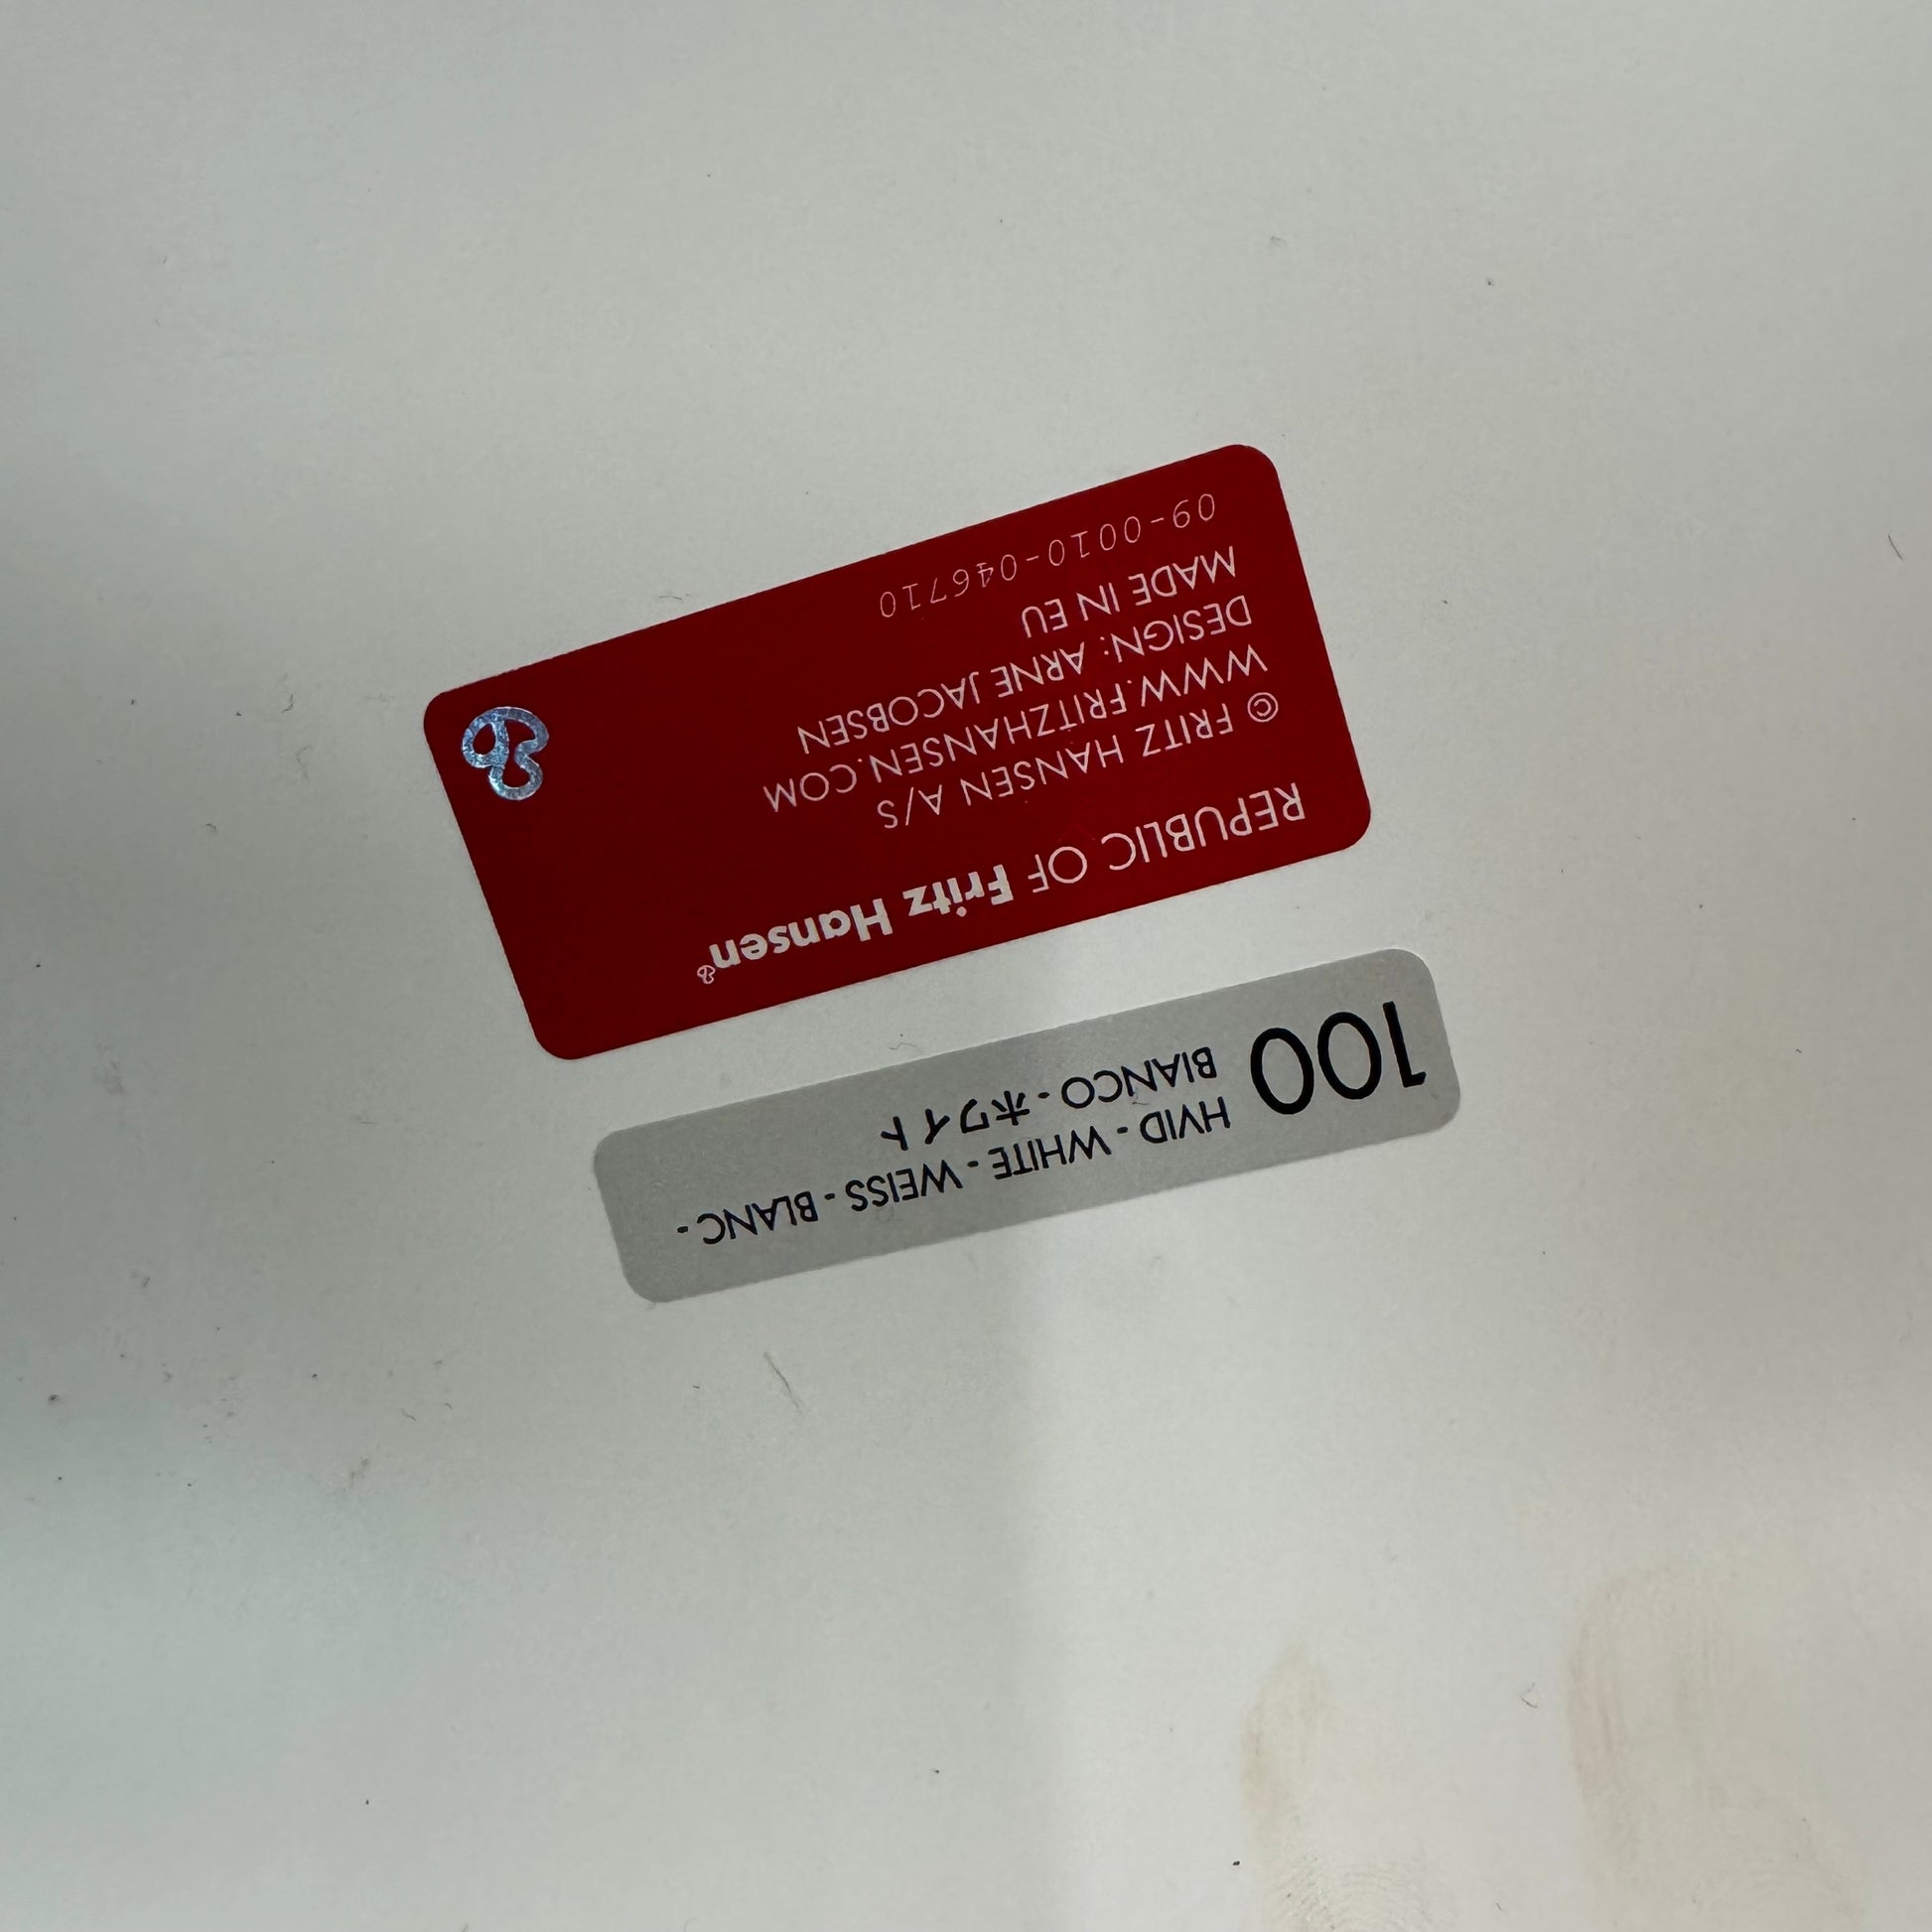 REPUBLIC OF Fritz Hansen®
© FRITZ HANSEN A/S
WWW.FRITZHANSEN.COM
DESIGN: ARNE JACOBSEN
MADE IN EU
09-0010-046710
100
HVID - WHITE - WEISS - BLANC -
BIANCO - ホワイト